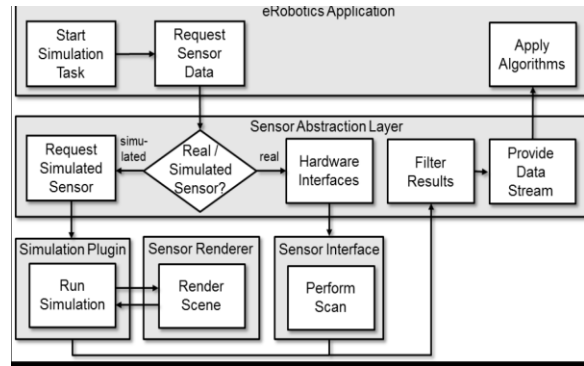 eRobotics Application
Start
Simulation
Task
Request
Sensor
Data
Apply
Algorithms
Sensor Abstraction Layer
Request
Simulated
Sensor
simu-
lated
Real /
Simulated
Sensor?
real
Hardware
Interfaces
Filter
Results
Provide
Data
Stream
Simulation Plugin
Run
Simulation
Sensor Renderer
Render
Scene
Sensor Interface
Perform
Scan